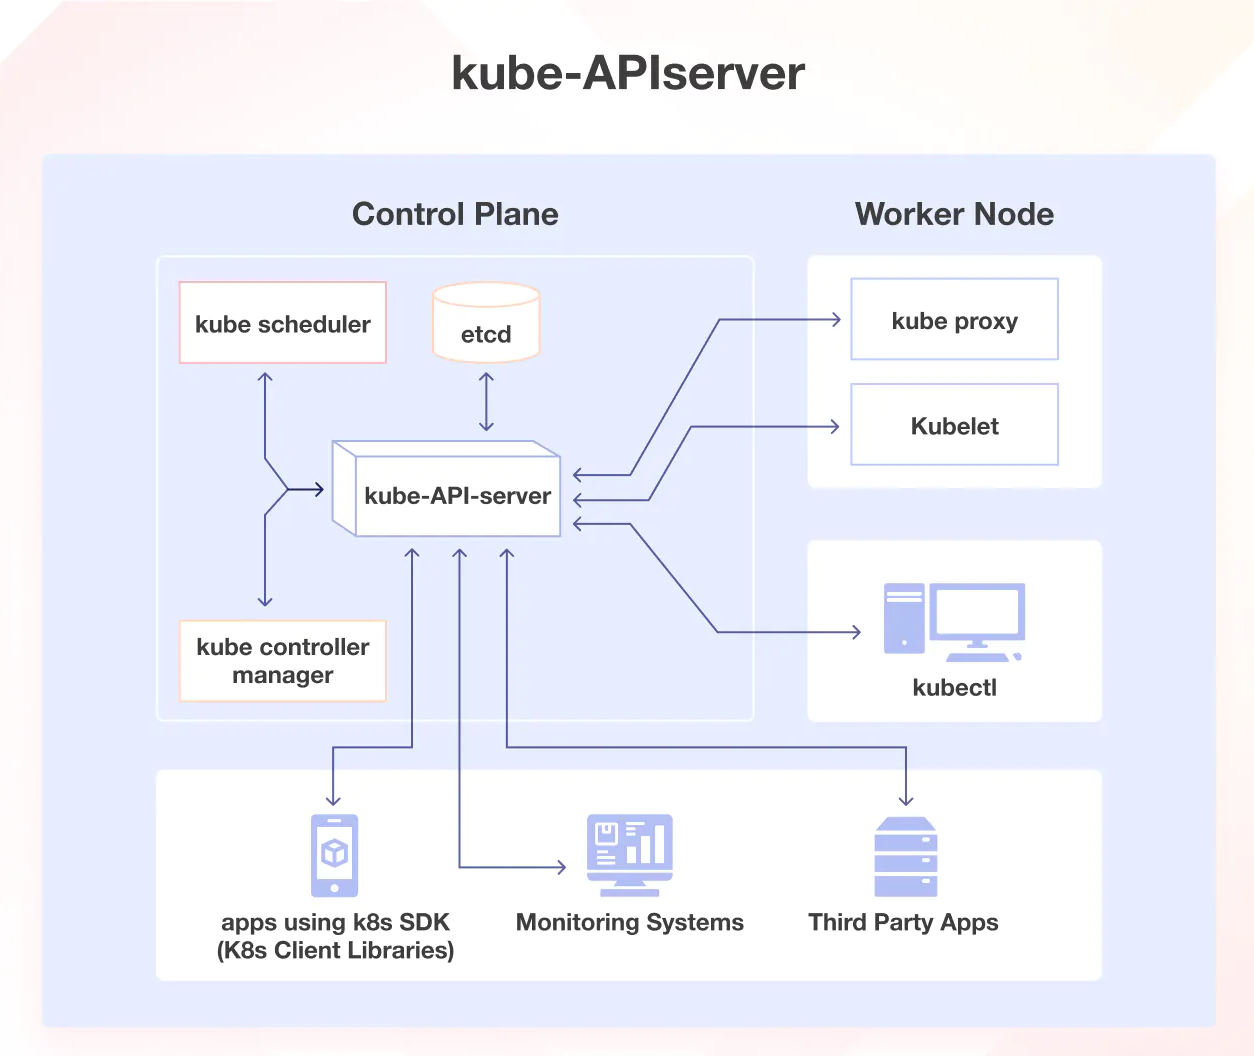 kube-APIserver
Control Plane
Worker Node
kube scheduler
etcd
kube proxy
Kubelet
kube-API-server
kube controller
manager
kubectl
apps using k8s SDK
(K8s Client Libraries)
Monitoring Systems
Third Party Apps